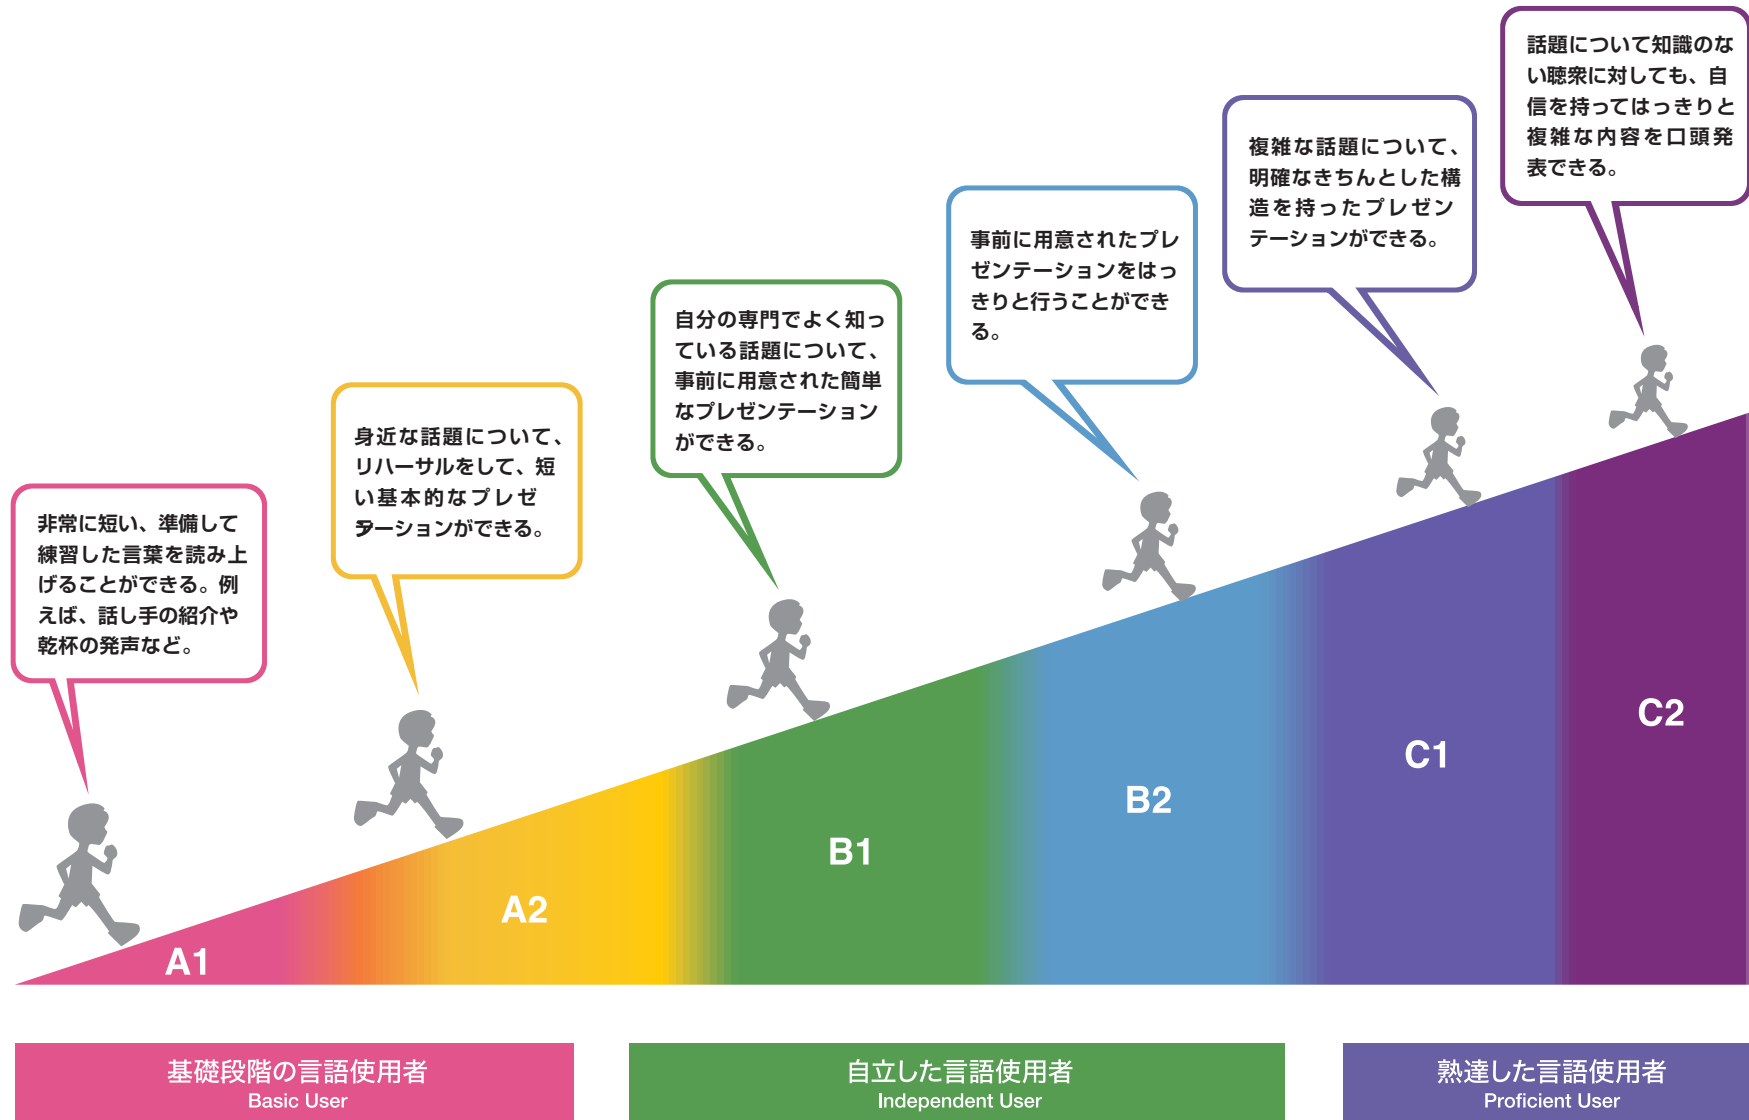 非常に短い、準備して
練習した言葉を読み上
げることができる。例
えば、話し手の紹介や
乾杯の発声など。
身近な話題について、
リハーサルをして、短
い基本的なプレゼ
テーションができる。
自分の専門でよく知っ
ている話題について、
事前に用意された簡単
なプレゼンテーション
ができる。
事前に用意されたプレ
ゼンテーションをはっ
きりと行うことができ
る。
複雑な話題について、
明確なきちんとした構
造を持ったプレゼン
テーションができる。
話題について知識のな
い聴衆に対しても、自
信を持ってはっきりと
複雑な内容を口頭発
表できる。
A1
A2
B1
B2
C1
C2
基礎段階の言語使用者
Basic User
自立した言語使用者
Independent User
熟達した言語使用者
Proficient User